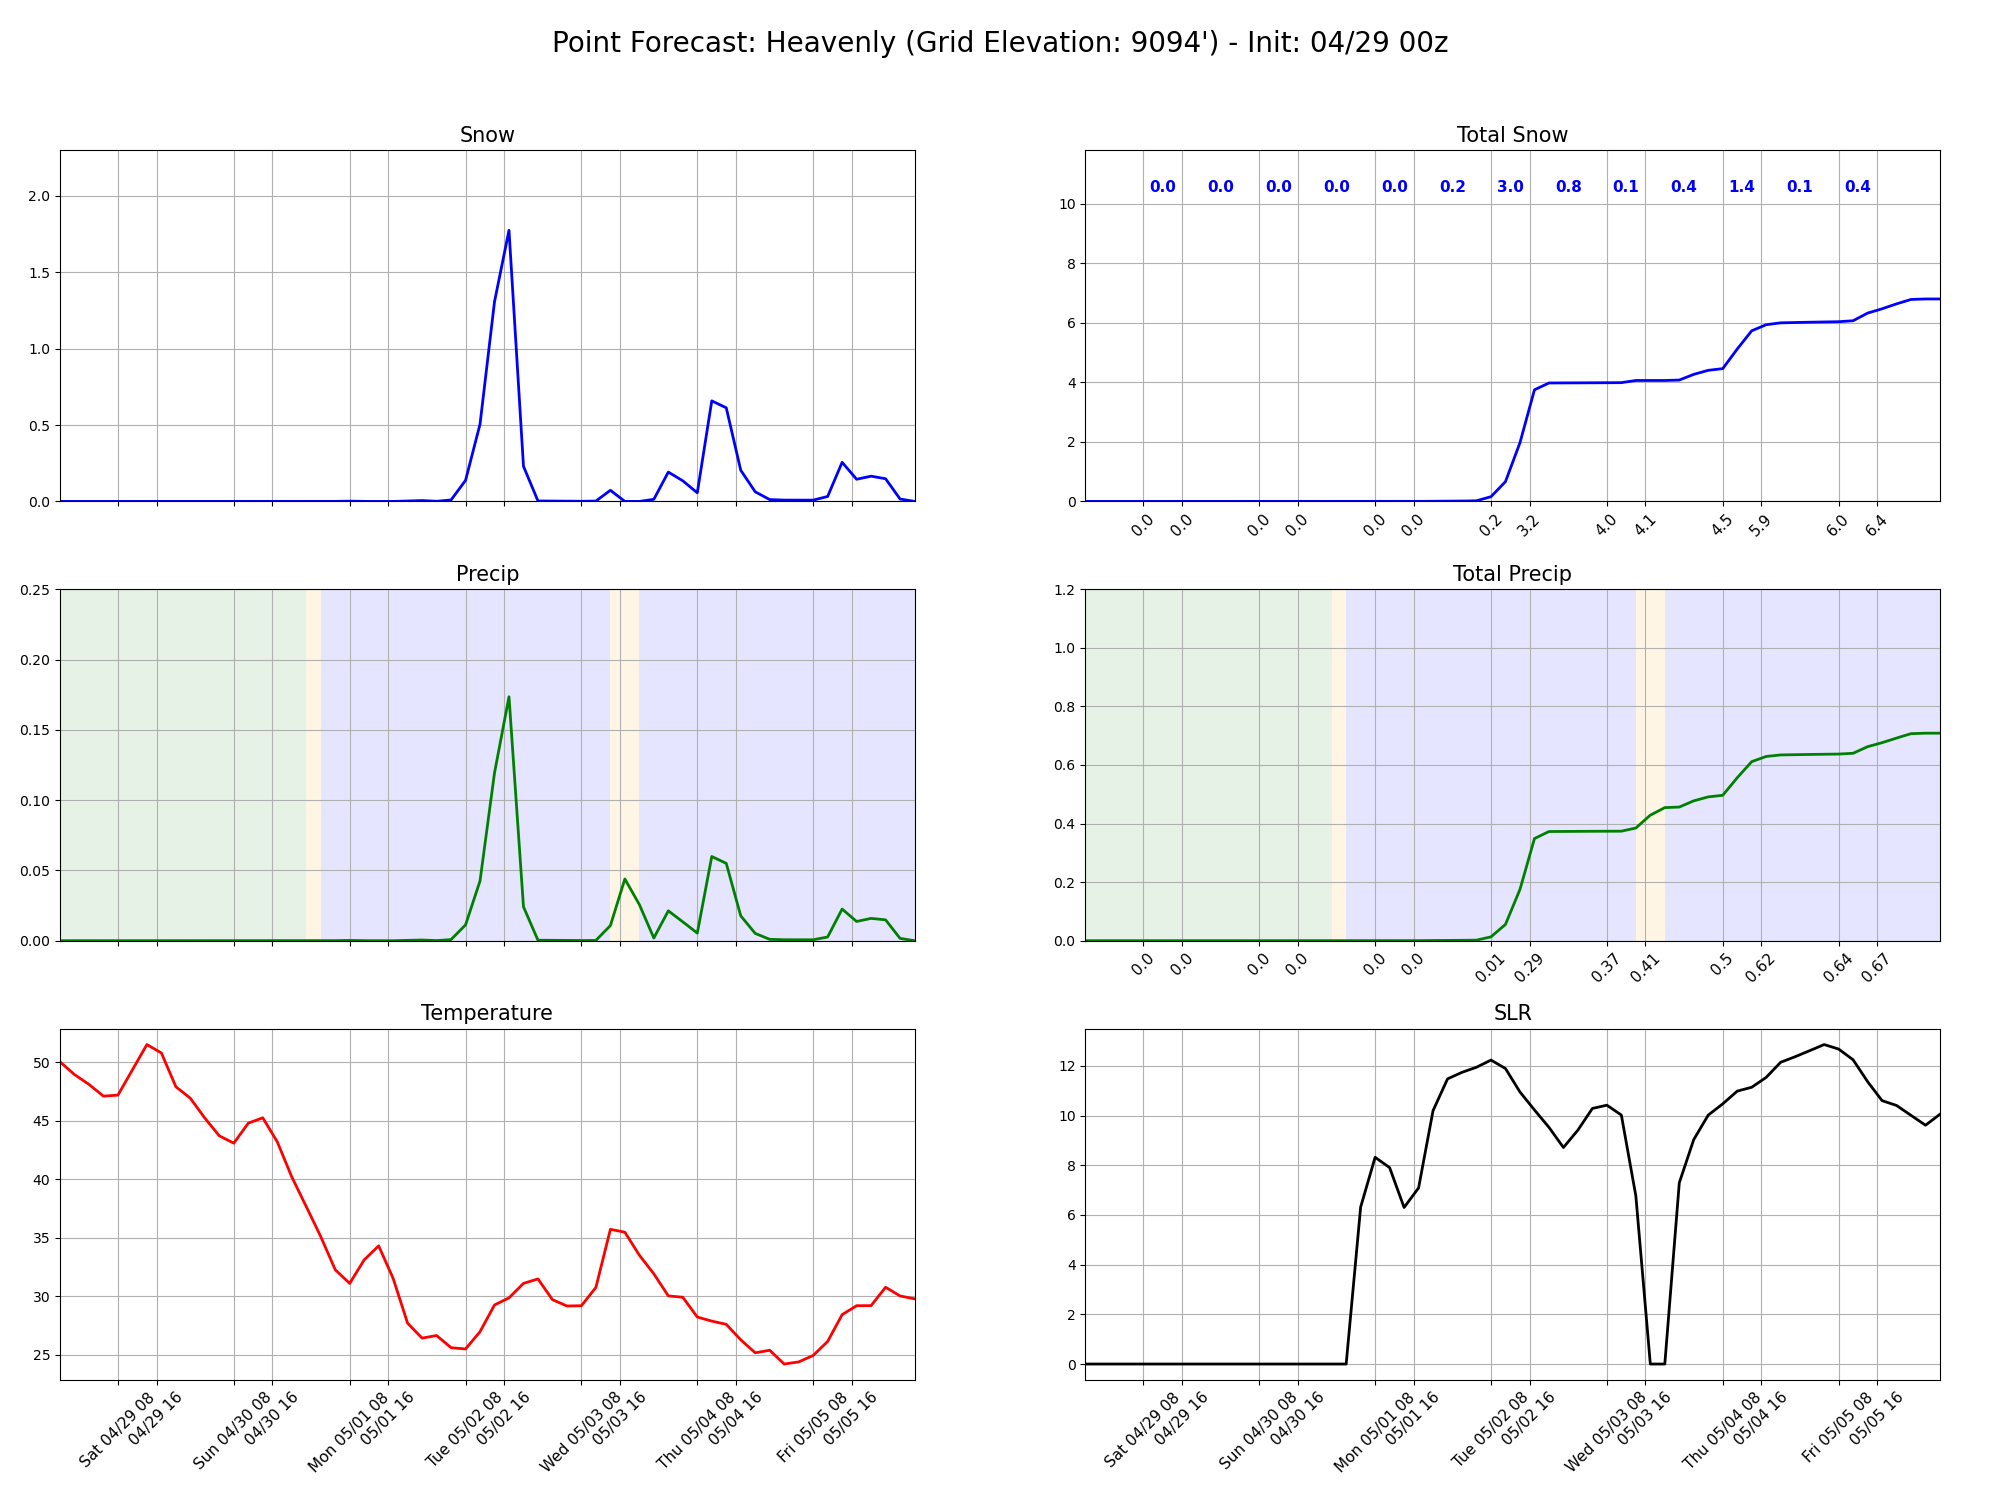 Point Forecast: Heavenly (Grid Elevation: 9094') - Init: 04/29 00z
Snow
2.0
1.5
1.0
0.5
0.0
Total Snow
0.0 0.0 0.0 0.0 0.0 0.2 3.0 0.8 0.1 0.4 1.4 0.1 0.4
10
8
6
4
2
0
0.0 0.0 0.0 0.0 0.0 0.0 0.2 3.2 4.0 4.1 4.5 5.9 6.0 6.4
Precip
0.25
0.20
0.15
0.10
0.05
0.00
Total Precip
1.2
1.0
0.8
0.6
0.4
0.2
0.0
0.0 0.0 0.0 0.0 0.0 0.0 0.01 0.29 0.37 0.41 0.5 0.62 0.64 0.67
Temperature
50
45
40
35
30
25
Sat 04/29 08
04/29 16
Sun 04/30 08
04/30 16
Mon 05/01 08
05/01 16
Tue 05/02 08
05/02 16
Wed 05/03 08
05/03 16
Thu 05/04 08
05/04 16
Fri 05/05 08
05/05 16
SLR
12
10
8
6
4
2
0
Sat 04/29 08
04/29 16
Sun 04/30 08
04/30 16
Mon 05/01 08
05/01 16
Tue 05/02 08
05/02 16
Wed 05/03 08
05/03 16
Thu 05/04 08
05/04 16
Fri 05/05 08
05/05 16